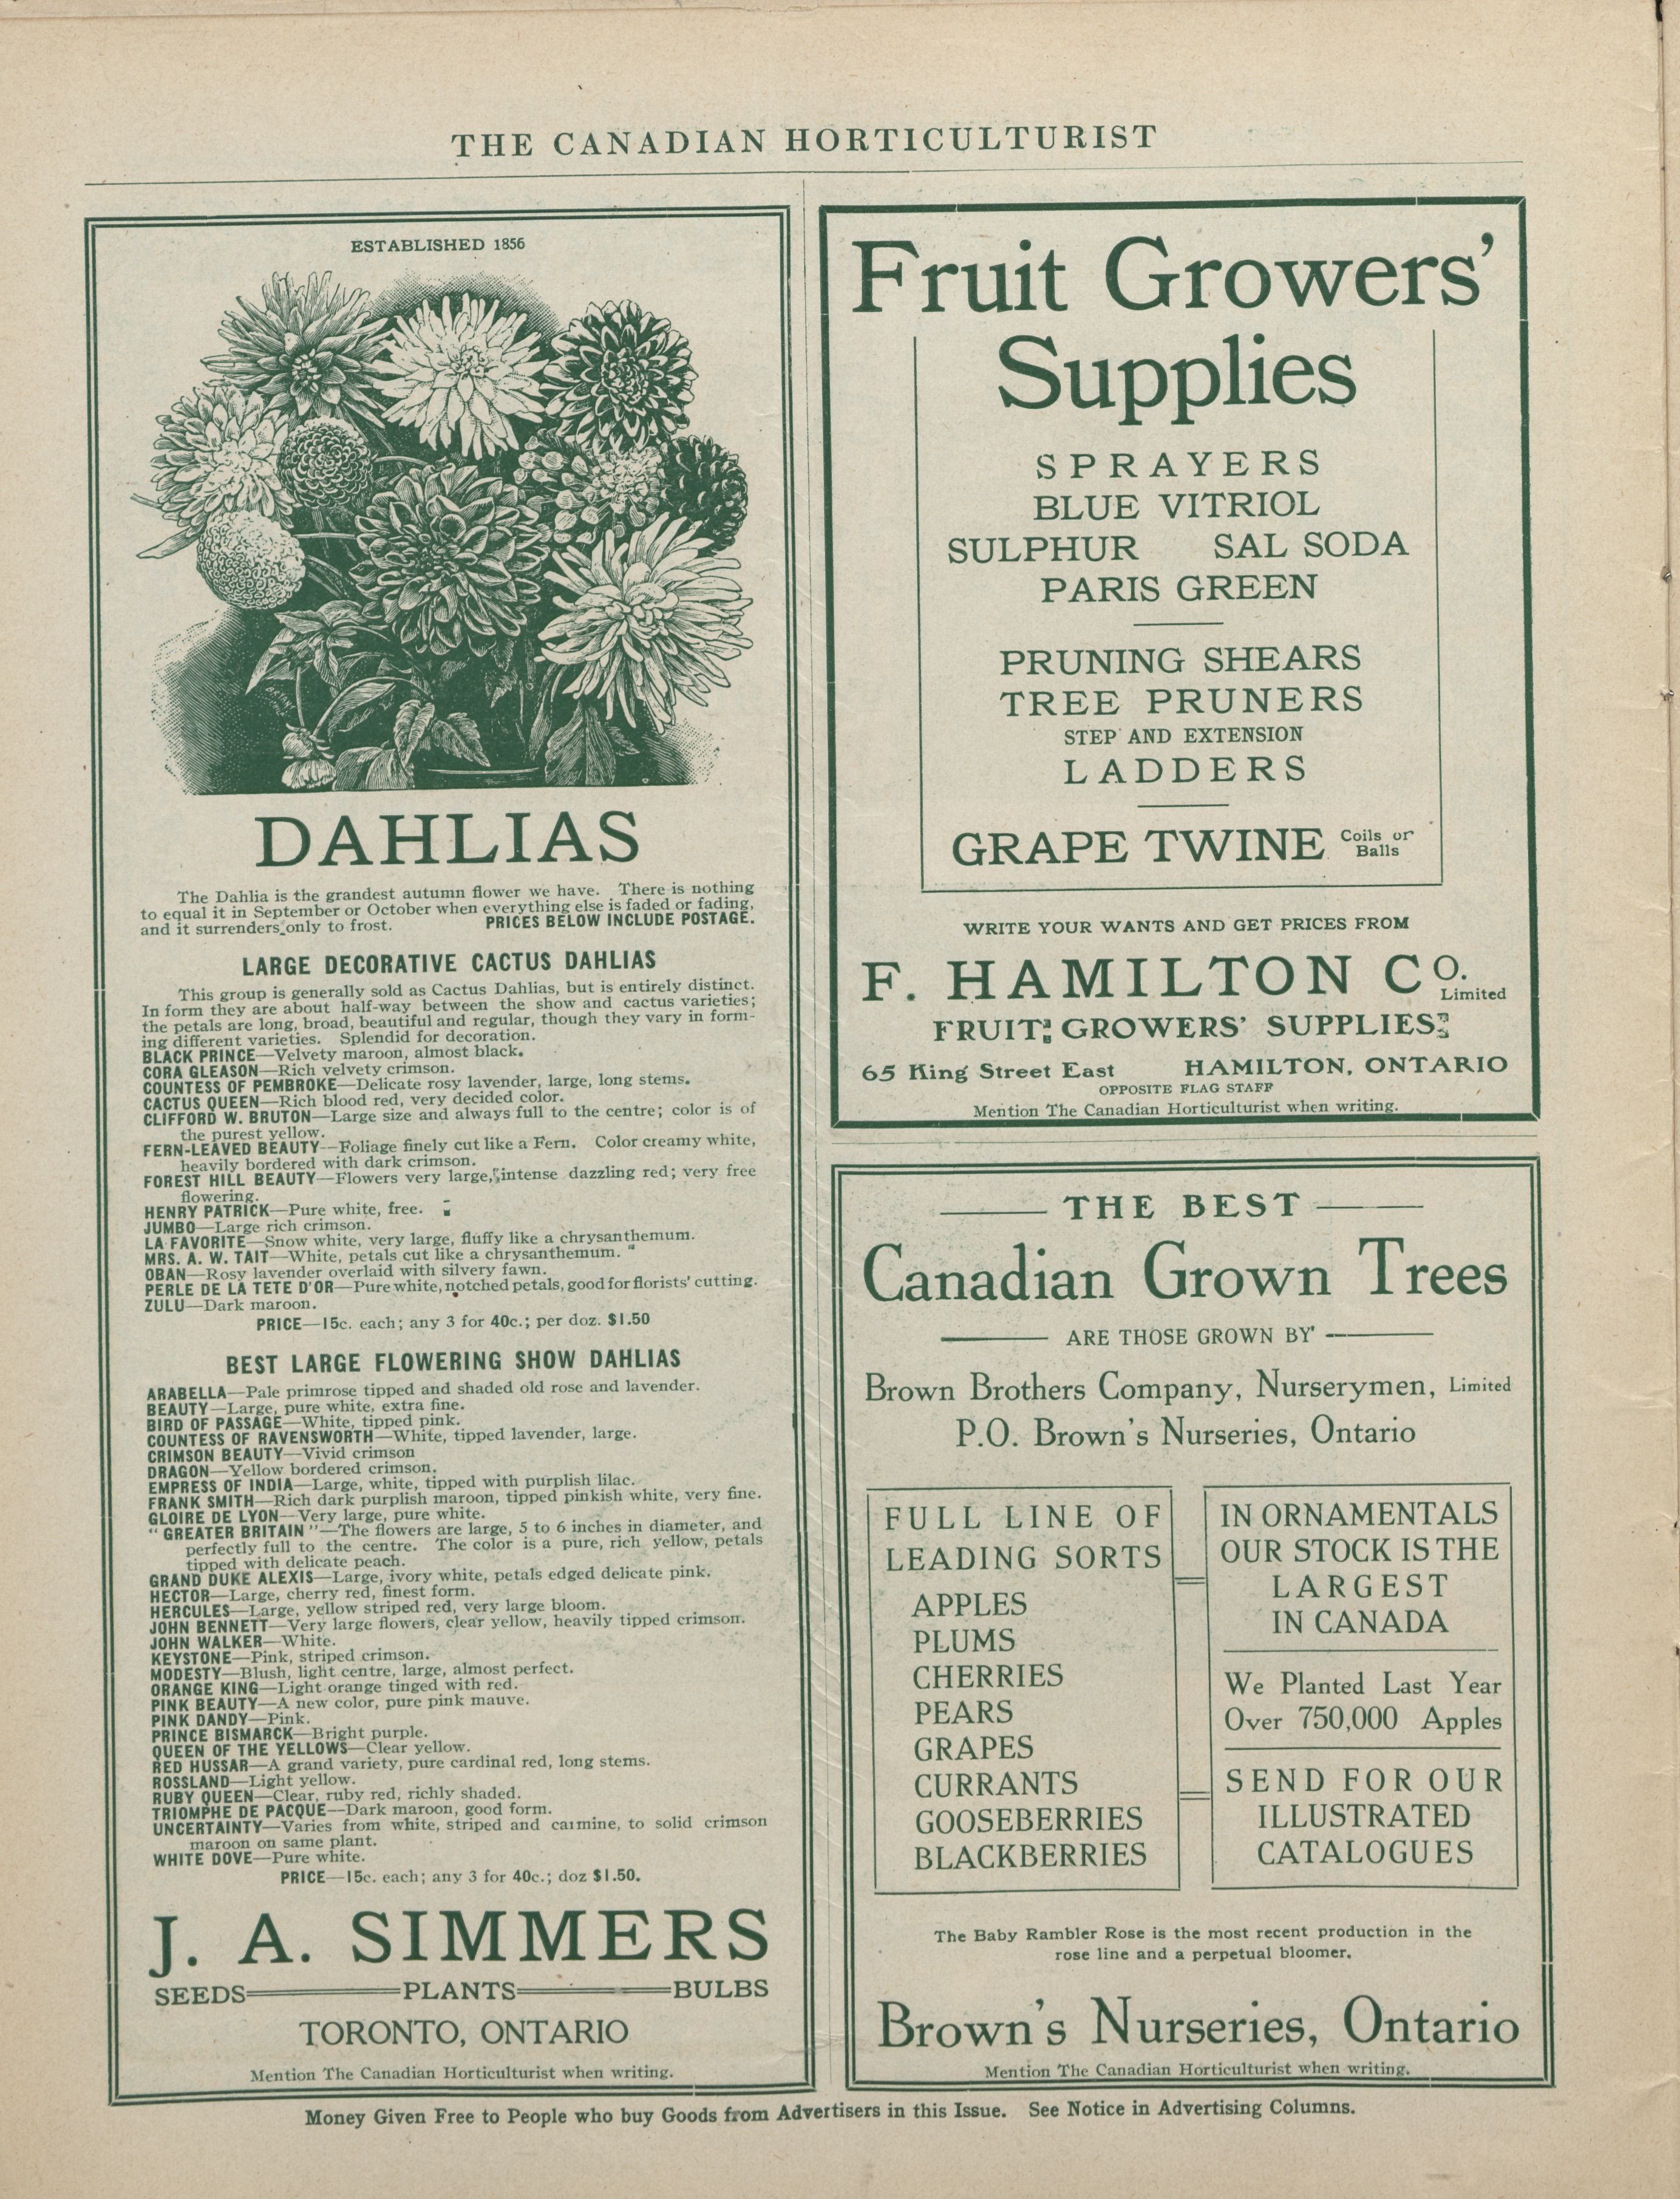 THE CANADIAN HORTICULTURIST
ESTABLISHED 1856
DAHLIAS
The Dahlia is the grandest autumn flower we have. There is nothing
to equal it in September or October when everything else is faded or fading,
and it surrenders only to frost. PRICES BELOW INCLUDE POSTAGE.
LARGE DECORATIVE CACTUS DAHLIAS
This group is generally sold as Cactus Dahlias, but is entirely distinct.
In form they are about half-way between the show and cactus varieties;
the petals are long, broad, beautiful and regular, though they vary in form-
ing different varieties. Splendid for decoration.
BLACK PRINCE—Velvety maroon, almost black.
CORA GLEASON—Rich velvety crimson.
COUNTESS OF PEMBROKE—Delicate rosy lavender, large, long stems.
CACTUS QUEEN—Rich blood red, very decided color.
CLIFFORD W. BRUTON—Large size and always full to the centre; color is of
the purest yellow.
FERN-LEAVED BEAUTY—Foliage finely cut like a Fern. Color creamy white,
heavily bordered with dark crimson.
FOREST HILL BEAUTY—Flowers very large, intense dazzling red; very free
flowering.
HENRY PATRICK—Pure white, free.
JUMBO—Large rich crimson.
LA FAVORITE—Snow white, very large, fluffy like a chrysanthemum.
MRS. A. W. TAIT—White, petals cut like a chrysanthemum.
OBAN—Rosy lavender overlaid with silvery fawn.
PERLE DE LA TETE D'OR—Pure white, notched petals, good for florists' cutting.
ZULU—Dark maroon.
PRICE—15c. each; any 3 for 40c.; per doz. $1.50
BEST LARGE FLOWERING SHOW DAHLIAS
ARABELLA—Pale primrose tipped and shaded old rose and lavender.
BEAUTY—Large, pure white, extra fine.
BIRD OF PASSAGE—White, tipped pink.
COUNTESS OF RAVENSWORTH—White, tipped lavender, large.
CRIMSON BEAUTY—Vivid crimson
DRAGON—Yellow bordered crimson.
EMPRESS OF INDIA—Large, white, tipped with purplish lilac.
FRANK SMITH—Rich dark purplish maroon, tipped pinkish white, very fine.
GLOIRE DE LYON—Very large, pure white.
"GREATER BRITAIN"—The flowers are large, 5 to 6 inches in diameter, and
perfectly full to the centre. The color is a pure, rich yellow, petals
tipped with delicate peach.
GRAND DUKE ALEXIS—Large, ivory white, petals edged delicate pink.
HECTOR—Large, cherry red, finest form.
HERCULES—Large, yellow striped red, very large bloom.
JOHN BENNETT—Very large flowers, clear yellow, heavily tipped crimson.
JOHN WALKER—White.
KEYSTONE—Pink, striped crimson.
MODESTY—Blush, light centre, large, almost perfect.
ORANGE KING—Light orange tinged with red.
PINK BEAUTY—A new color, pure pink mauve.
PINK DANDY—Pink.
PRINCE BISMARCK—Bright purple.
QUEEN OF THE YELLOWS—Clear yellow.
RED HUSSAR—A grand variety, pure cardinal red, long stems.
ROSSLAND—Light yellow.
RUBY QUEEN—Clear, ruby red, richly shaded.
TRIOMPHE DE PACQUE—Dark maroon, good form.
UNCERTAINTY—Varies from white, striped and carmine, to solid crimson
maroon on same plant.
WHITE DOVE—Pure white.
PRICE—15c. each; any 3 for 40c.; doz $1.50.
J. A. SIMMERS
SEEDS PLANTS BULBS
TORONTO, ONTARIO
Mention The Canadian Horticulturist when writing.
Fruit Growers'
Supplies
SPRAYERS
BLUE VITRIOL
SULPHUR SAL SODA
PARIS GREEN
PRUNING SHEARS
TREE PRUNERS
STEP AND EXTENSION
LADDERS
GRAPE TWINE Coils or
Balls
WRITE YOUR WANTS AND GET PRICES FROM
F. HAMILTON CO.
Limited
FRUIT GROWERS' SUPPLIES
65 King Street East HAMILTON, ONTARIO
OPPOSITE FLAG STAFF
Mention The Canadian Horticulturist when writing.
THE BEST
Canadian Grown Trees
ARE THOSE GROWN BY
Brown Brothers Company, Nurserymen, Limited
P.O. Brown's Nurseries, Ontario
FULL LINE OF
LEADING SORTS
APPLES
PLUMS
CHERRIES
PEARS
GRAPES
CURRANTS
GOOSEBERRIES
BLACKBERRIES
IN ORNAMENTALS
OUR STOCK IS THE
LARGEST
IN CANADA
We Planted Last Year
Over 750,000 Apples
SEND FOR OUR
ILLUSTRATED
CATALOGUES
The Baby Rambler Rose is the most recent production in the
rose line and a perpetual bloomer.
Brown's Nurseries, Ontario
Mention The Canadian Horticulturist when writing.
Money Given Free to People who buy Goods from Advertisers in this Issue. See Notice in Advertising Columns.